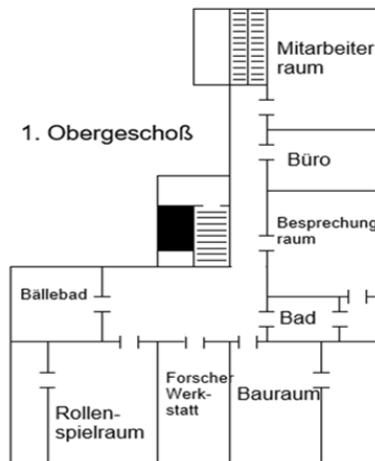 Mitarbeiter
raum
1. Obergeschoß
Büro
Besprechung
raum
Bällebad
Bad
Forscher
Werk-
statt
Bauraum
Rollen-
spielraum